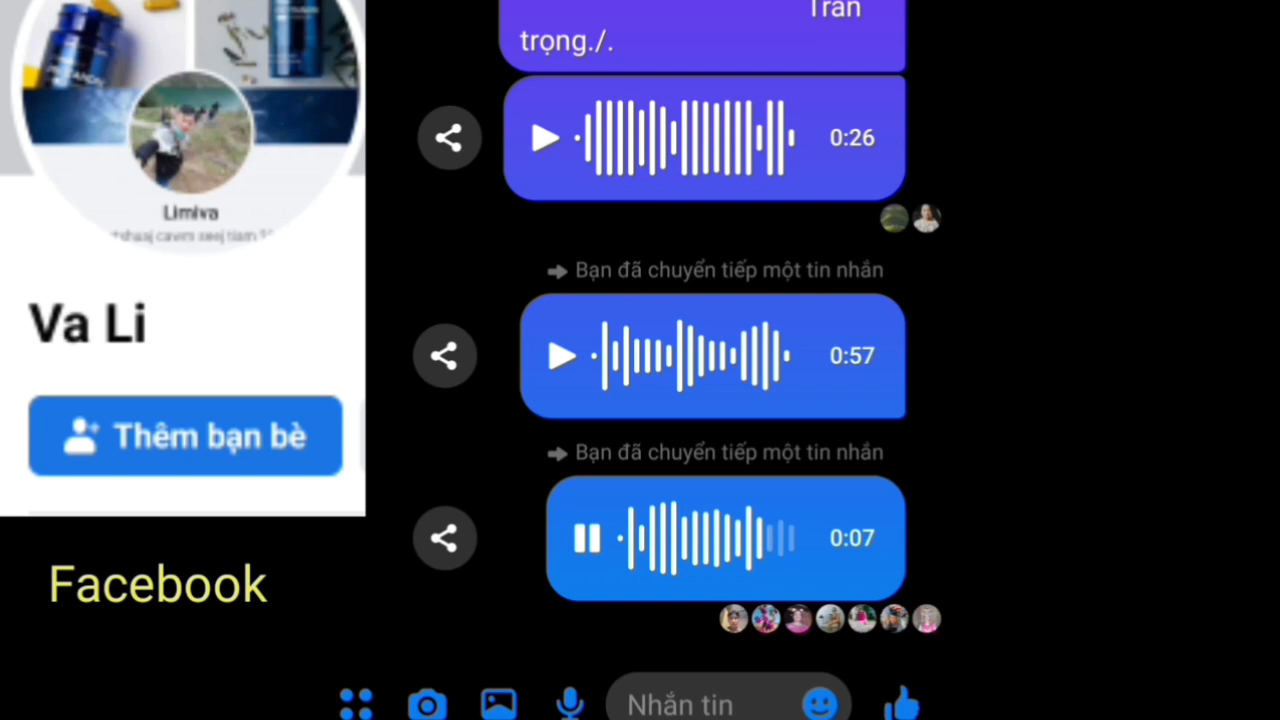 Limiva
Va Li
Thêm bạn bè
Facebook
Trân
trọng./.
0:26
Bạn đã chuyển tiếp một tin nhắn
0:57
Bạn đã chuyển tiếp một tin nhắn
0:07
Nhắn tin